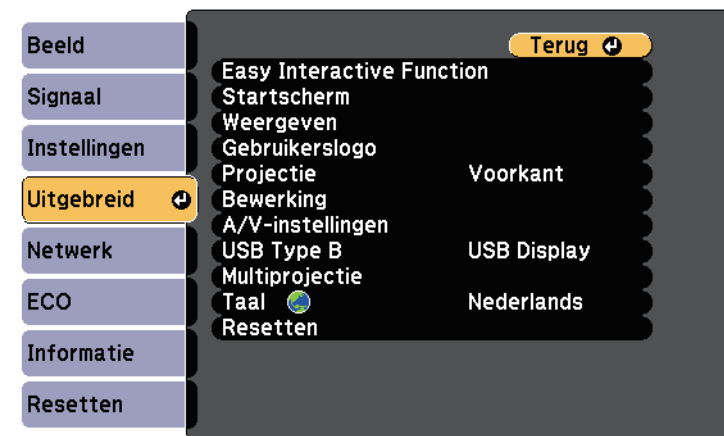 Beeld
Signaal
Instellingen
Uitgebreid
Netwerk
ECO
Informatie
Resetten
Terug
Easy Interactive Function
Startscherm
Weergeven
Gebruikerslogo
Projectie Voorkant
Bewerking
A/V-instellingen
USB Type B USB Display
Multiprojectie
Taal Nederlands
Resetten